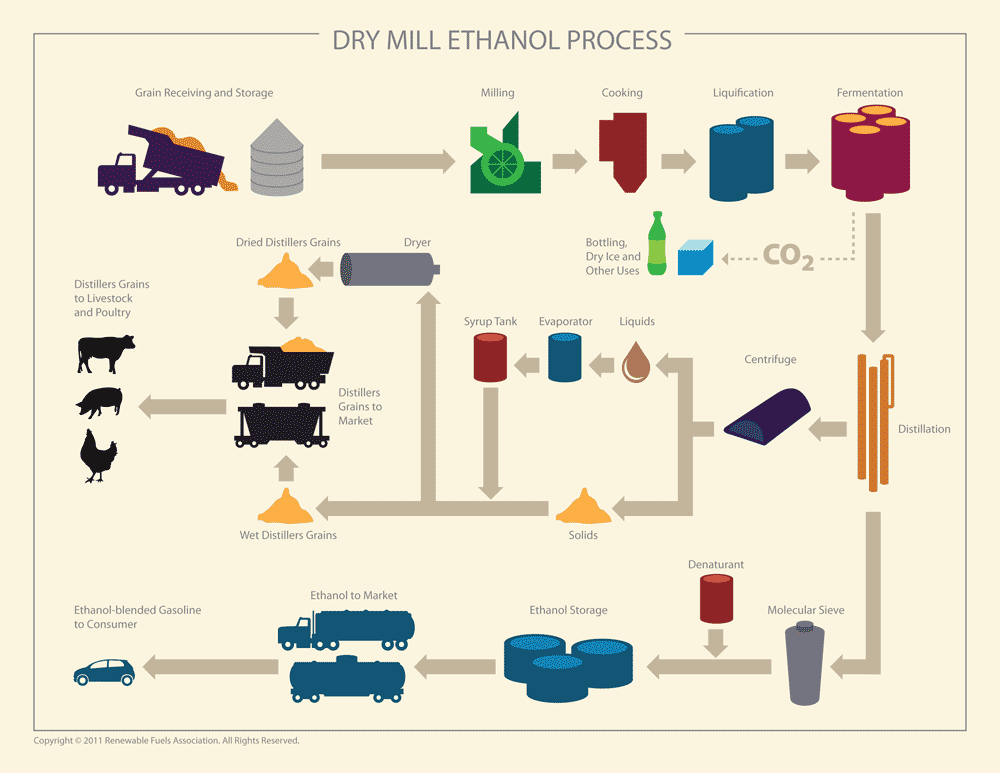 DRY MILL ETHANOL PROCESS
Grain Receiving and Storage
Milling
Cooking
Liquification
Fermentation
Bottling,
Dry Ice and
Other Uses
CO2
Dried Distillers Grains
Dryer
Distillers Grains
to Livestock
and Poultry
Syrup Tank
Evaporator
Liquids
Centrifuge
Distillers
Grains to
Market
Distillation
Wet Distillers Grains
Solids
Denaturant
Ethanol-blended Gasoline
to Consumer
Ethanol to Market
Ethanol Storage
Molecular Sieve
Copyright © 2011 Renewable Fuels Association. All Rights Reserved.